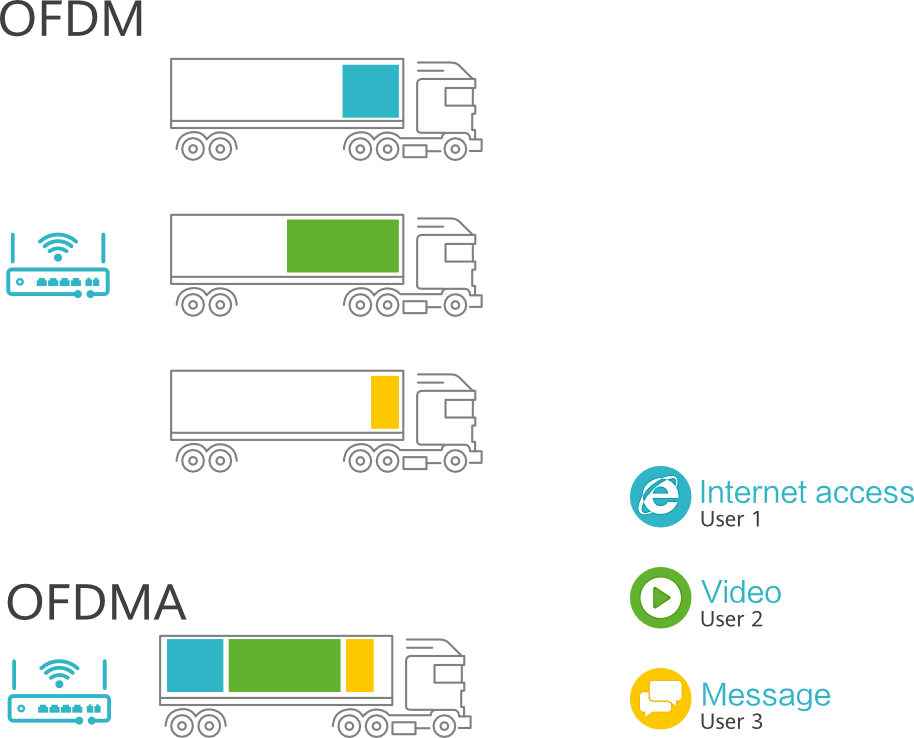 OFDM
Internet access
User 1
OFDMA
Video
User 2
Message
User 3